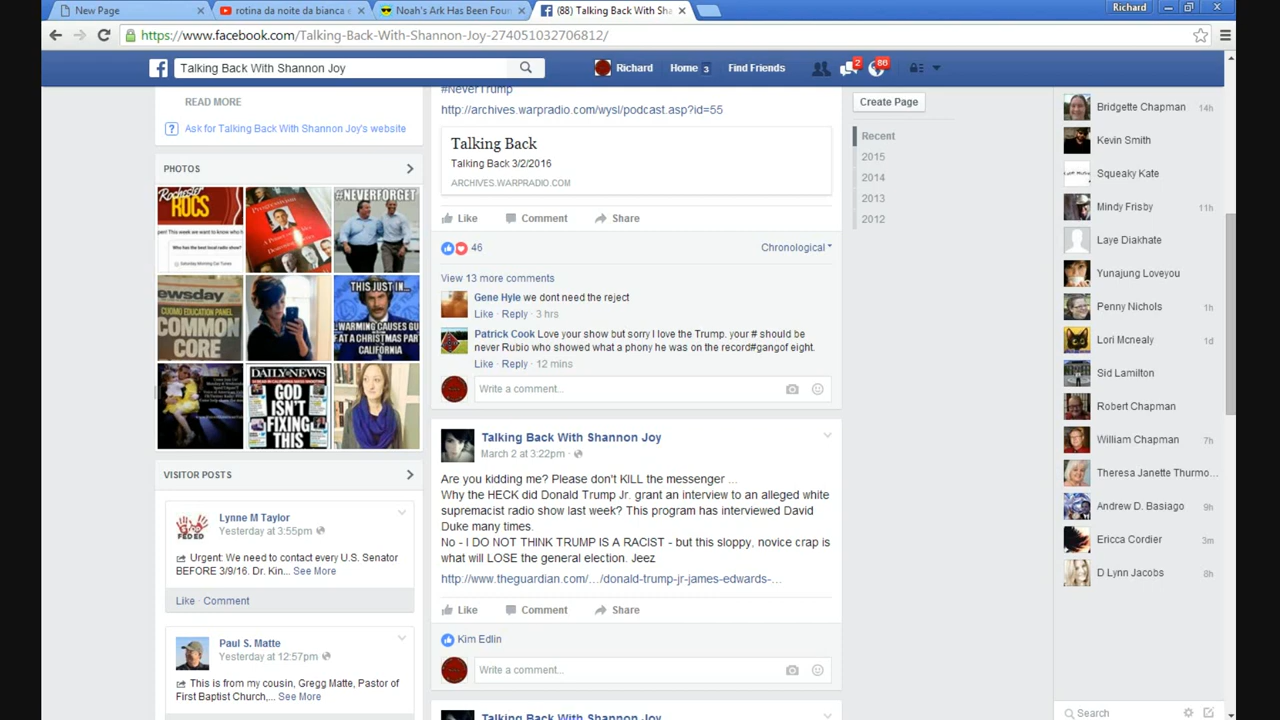 New Page
rotina da noite da bianca e
Noah's Ark Has Been Foun
(88) Talking Back With Sha
Richard
https://www.facebook.com/Talking-Back-With-Shannon-Joy-274051032706812/
Talking Back With Shannon Joy
Richard
Home 3
Find Friends
2
86
READ MORE
Ask for Talking Back With Shannon Joy's website
PHOTOS
ROCS
Who has the best local radio show?
Progressivism
#NEVERFORGET
ewsday
CUOMO EDUCATION PANEL
COMMON
CORE
THIS JUST IN...
CALIFORNIA
DAILY NEWS
GOD
ISN'T
FIXING
THIS
VISITOR POSTS
Lynne M Taylor
Yesterday at 3:55pm
Urgent: We need to contact every U.S. Senator
BEFORE 3/9/16. Dr. Kin... See More
Like · Comment
Paul S. Matte
Yesterday at 12:57pm
This is from my cousin, Gregg Matte, Pastor of
First Baptist Church,... See More
#NeverTrump
http://archives.warpradio.com/wysl/podcast.asp?id=55
Talking Back
Talking Back 3/2/2016
ARCHIVES.WARPRADIO.COM
Like Comment Share
46
Chronological
View 13 more comments
Gene Hyle we dont need the reject
Like · Reply · 3 hrs
Patrick Cook Love your show but sorry I love the Trump. your # should be
never Rubio who showed what a phony he was on the record#gangof eight.
Like · Reply · 12 mins
Write a comment...
Talking Back With Shannon Joy
March 2 at 3:22pm ·
Are you kidding me? Please don't KILL the messenger ...
Why the HECK did Donald Trump Jr. grant an interview to an alleged white
supremacist radio show last week? This program has interviewed David
Duke many times.
No - I DO NOT THINK TRUMP IS A RACIST - but this sloppy, novice crap is
what will LOSE the general election. Jeez
http://www.theguardian.com/…/donald-trump-jr-james-edwards-…
Like Comment Share
Kim Edlin
Write a comment...
Talking Back With Shannon Joy
Create Page
Recent
2015
2014
2013
2012
Bridgette Chapman 14h
Kevin Smith
Squeaky Kate
Mindy Frisby 11h
Laye Diakhate
Yunajung Loveyou
Penny Nichols 1h
Lori Mcnealy 1d
Sid Lamilton
Robert Chapman
William Chapman 7h
Theresa Janette Thurmo...
Andrew D. Basiago 9h
Ericca Cordier 3m
D Lynn Jacobs 8h
Search